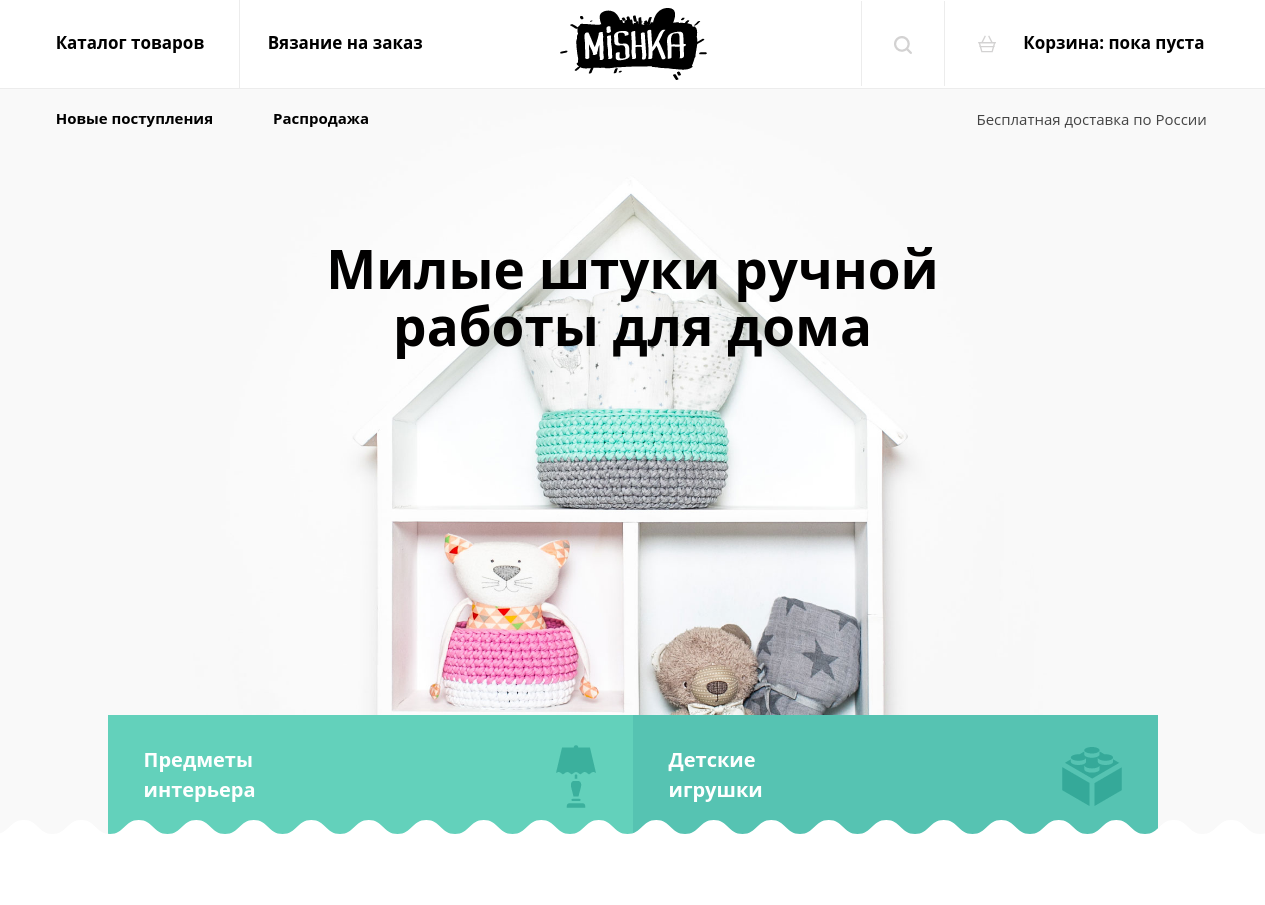 Каталог товаров
Вязание на заказ
MiSHKA
Корзина: пока пуста
Новые поступления
Распродажа
Бесплатная доставка по России
Милые штуки ручной
работы для дома
Предметы
интерьера
Детские
игрушки